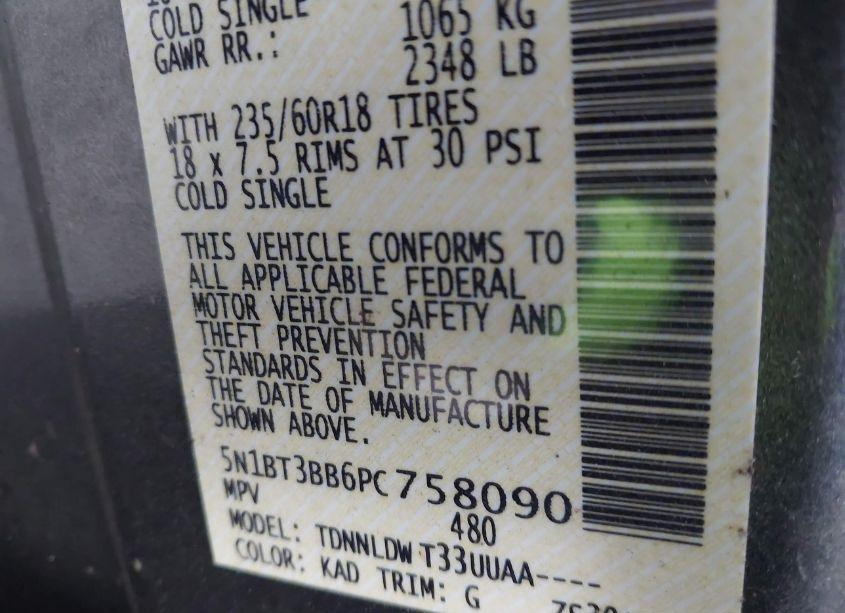 COLD SINGLE 1065 KG
GAWR RR.: 2348 LB
WITH 235/60R18 TIRES
18 x 7.5 RIMS AT 30 PSI
COLD SINGLE
THIS VEHICLE CONFORMS TO
ALL APPLICABLE FEDERAL
MOTOR VEHICLE SAFETY AND
THEFT PREVENTION
STANDARDS IN EFFECT ON
THE DATE OF MANUFACTURE
SHOWN ABOVE.
5N1BT3BB6PC758090
MPV 480
MODEL: TDNNLDW T33UUAA----
COLOR: KAD TRIM: G